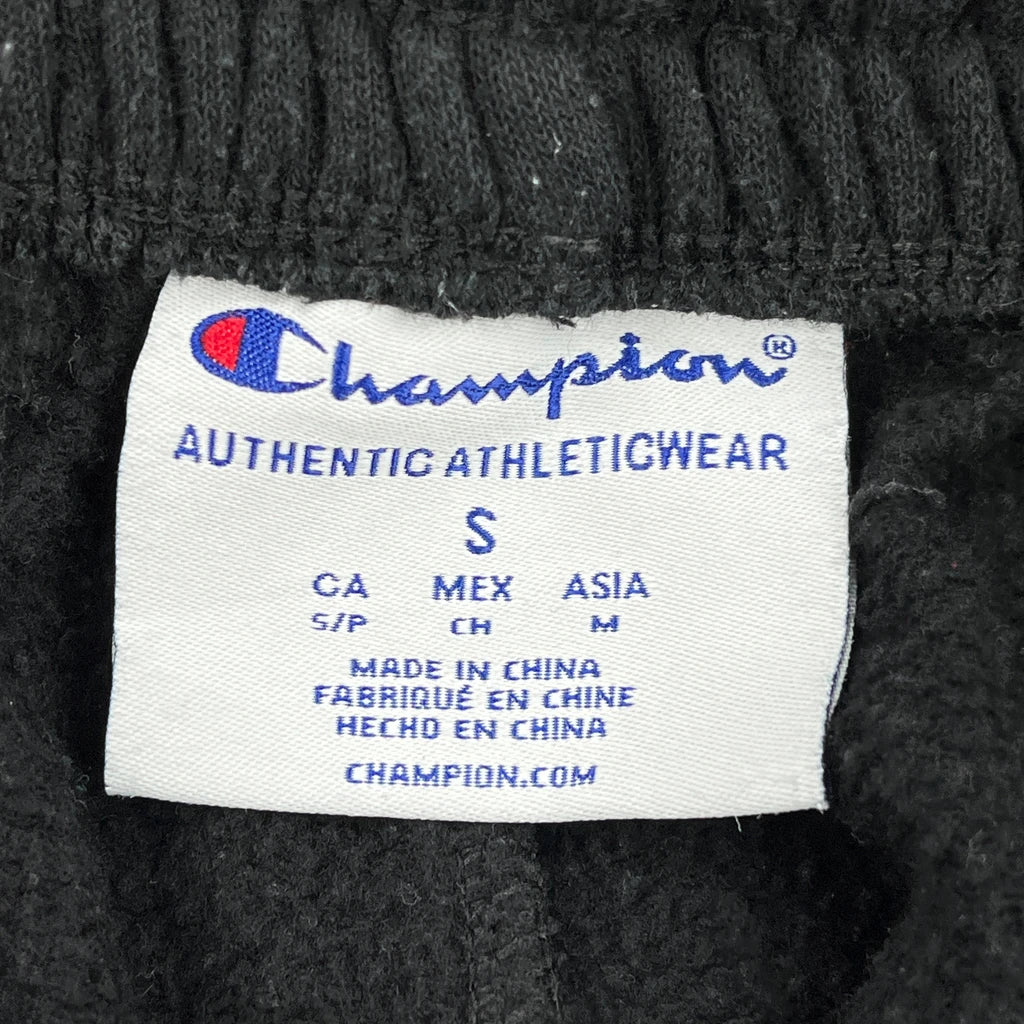 Champion®
AUTHENTIC ATHLETICWEAR
S
CA MEX ASIA
S/P CH M
MADE IN CHINA
FABRIQUÉ EN CHINE
HECHO EN CHINA
CHAMPION.COM